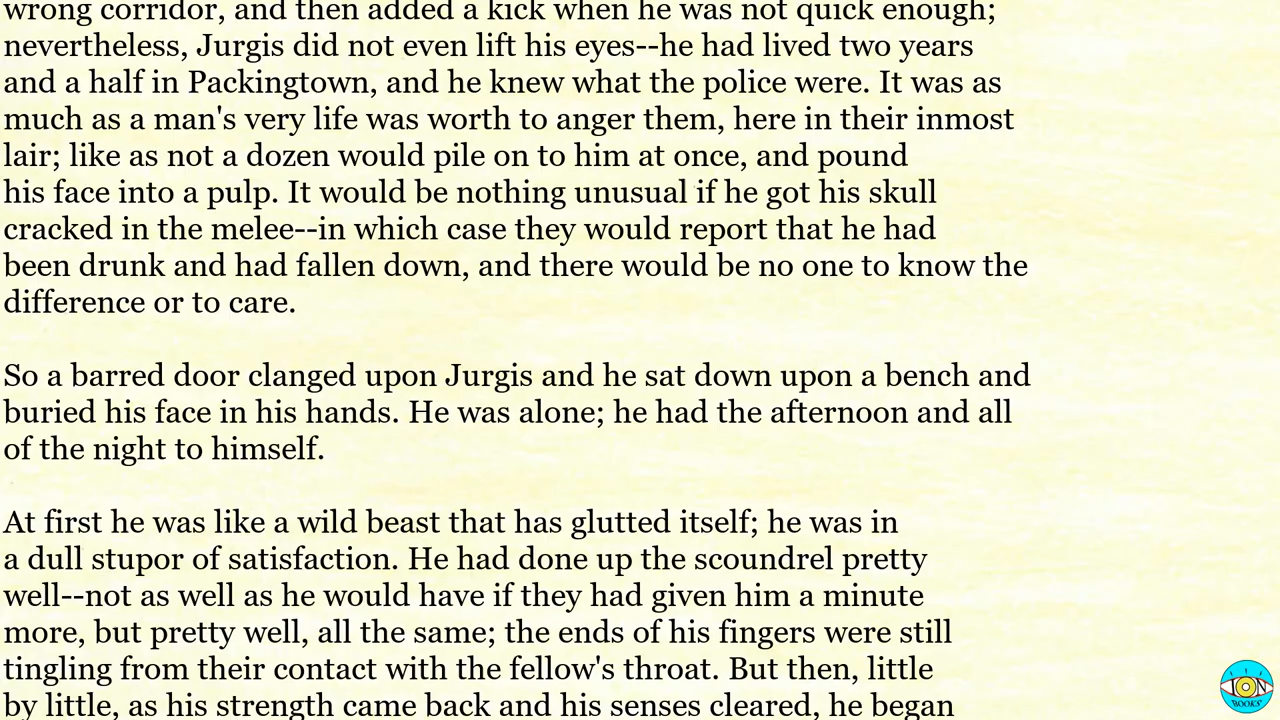 wrong corridor, and then added a kick when he was not quick enough;
nevertheless, Jurgis did not even lift his eyes--he had lived two years
and a half in Packingtown, and he knew what the police were. It was as
much as a man's very life was worth to anger them, here in their inmost
lair; like as not a dozen would pile on to him at once, and pound
his face into a pulp. It would be nothing unusual if he got his skull
cracked in the melee--in which case they would report that he had
been drunk and had fallen down, and there would be no one to know the
difference or to care.
So a barred door clanged upon Jurgis and he sat down upon a bench and
buried his face in his hands. He was alone; he had the afternoon and all
of the night to himself.
At first he was like a wild beast that has glutted itself; he was in
a dull stupor of satisfaction. He had done up the scoundrel pretty
well--not as well as he would have if they had given him a minute
more, but pretty well, all the same; the ends of his fingers were still
tingling from their contact with the fellow's throat. But then, little
by little, as his strength came back and his senses cleared, he began
ION
BOOKS